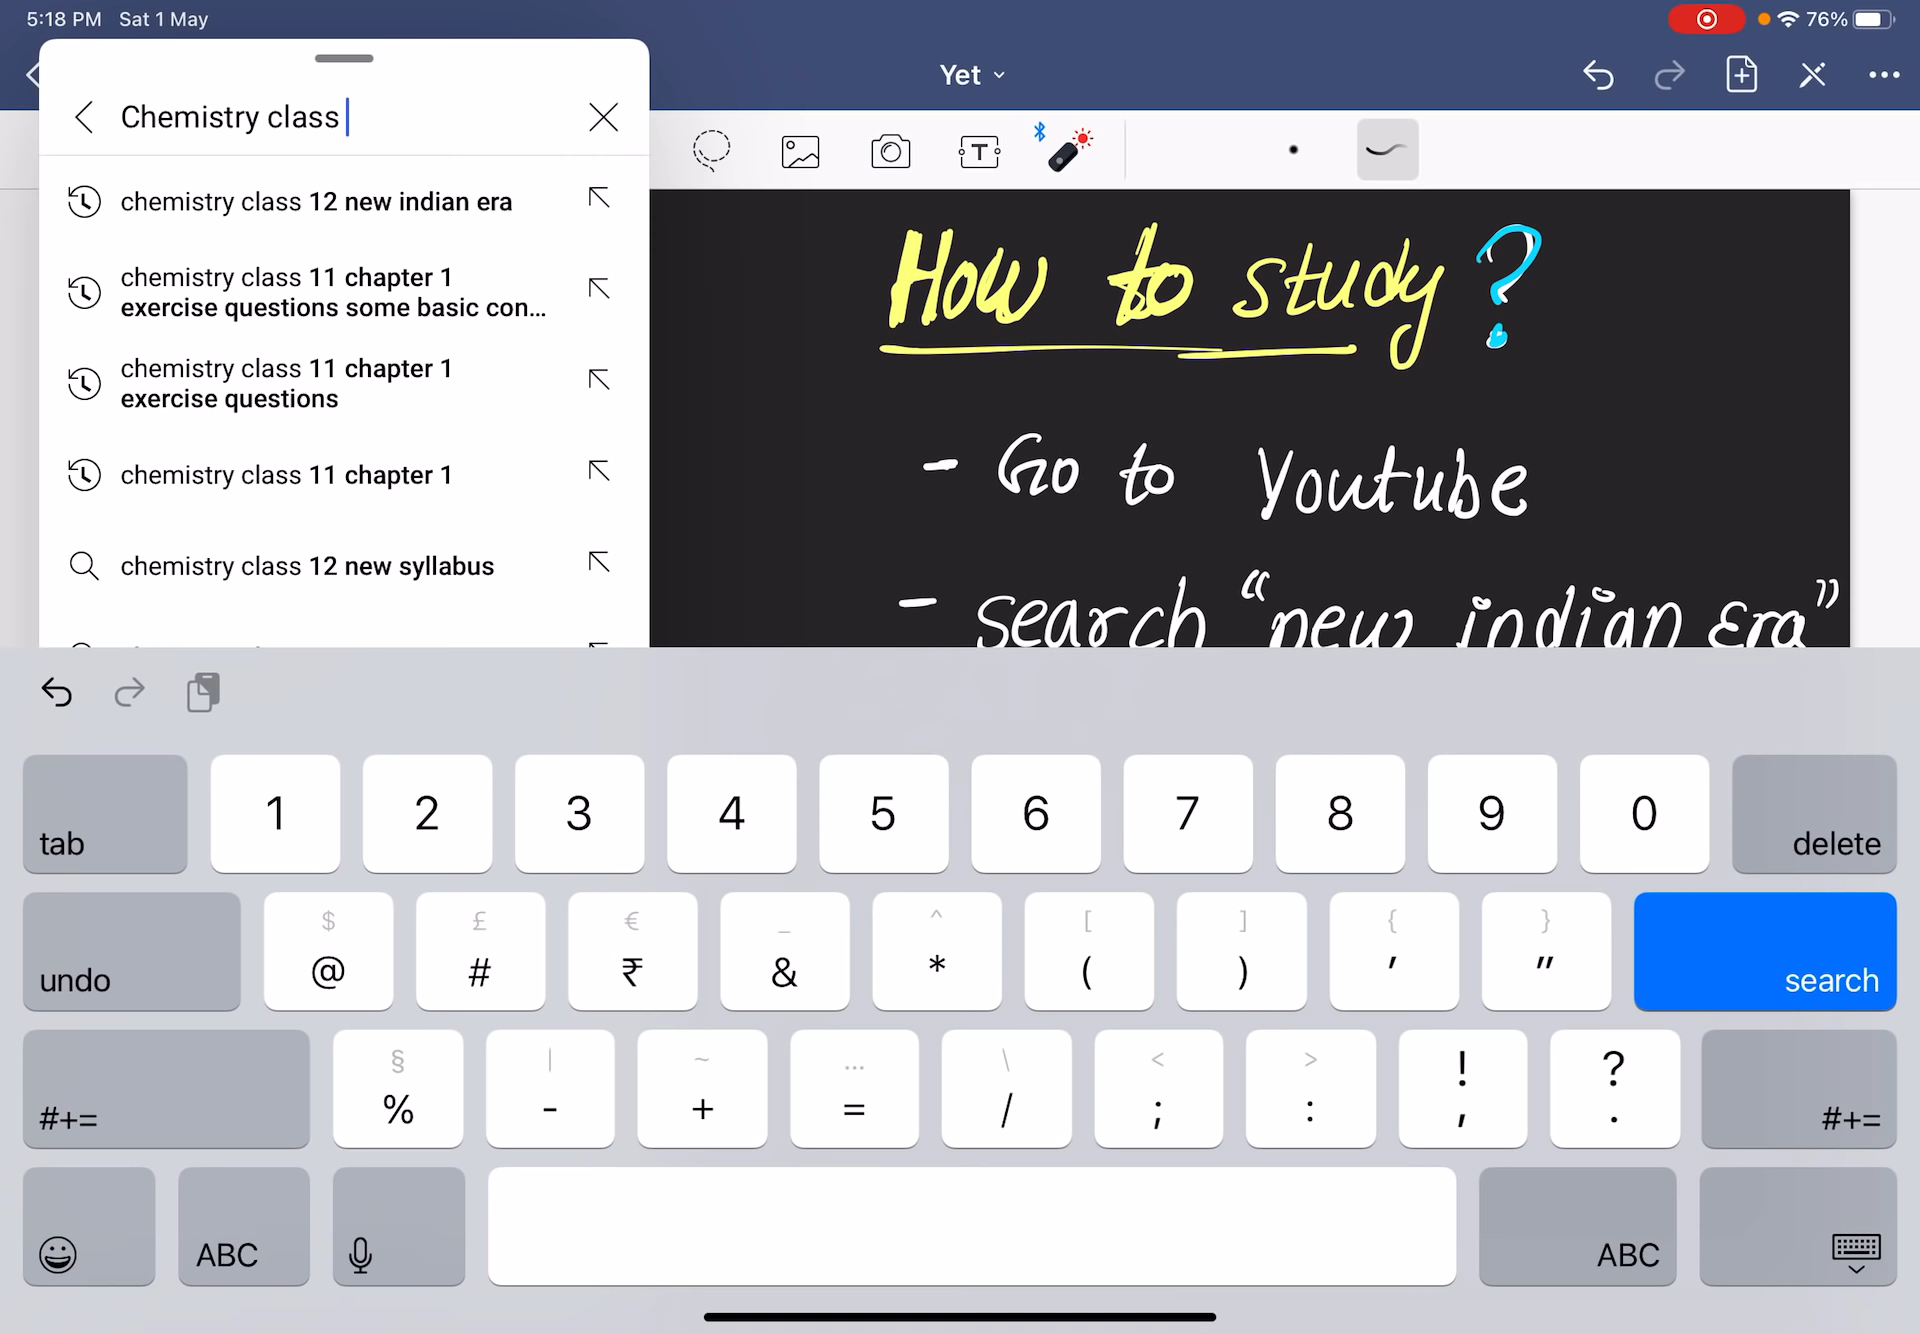 5:18 PM Sat 1 May
76%
Yet
Chemistry class
chemistry class 12 new indian era
chemistry class 11 chapter 1
exercise questions some basic con...
chemistry class 11 chapter 1
exercise questions
chemistry class 11 chapter 1
chemistry class 12 new syllabus
T
How to study ?
- Go to Youtube
- search "new indian Era"
tab 1 2 3 4 5 6 7 8 9 0 delete
$ £ € _ ^ [ ] { }
undo @ # ₹ & * ( ) ' " search
§ | ~ ... \ < > ! ?
#+= % - + = / ; : , . #+=
ABC ABC